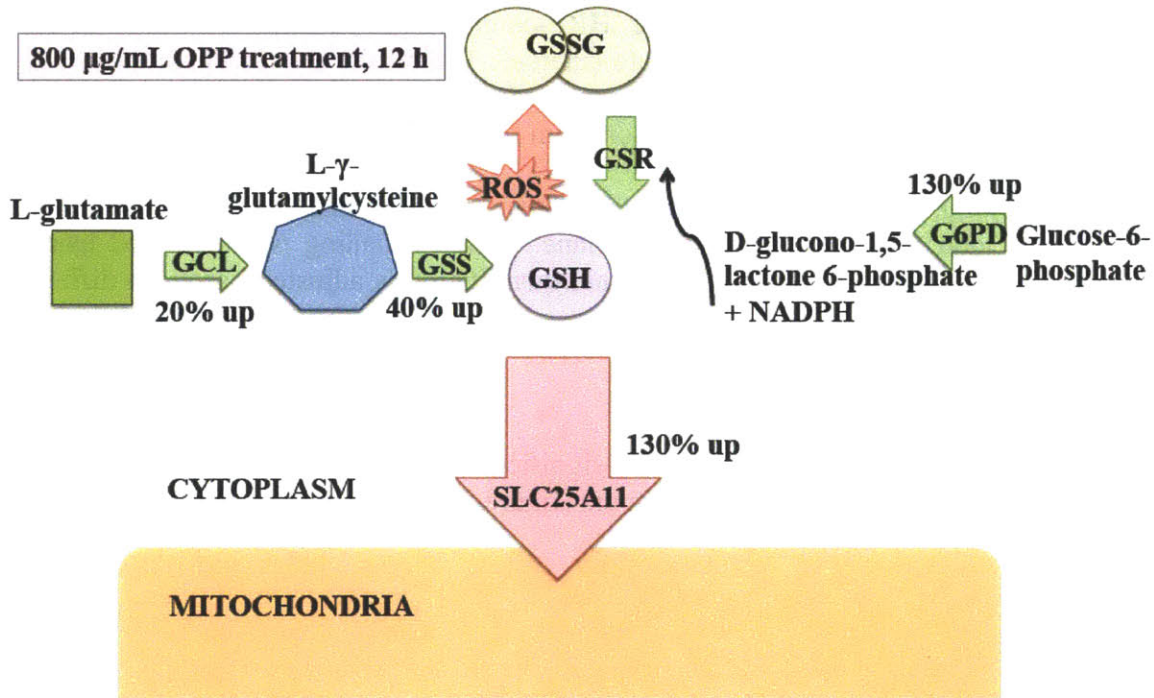 800 µg/mL OPP treatment, 12 h
GSSG
GSR
ROS
L-γ-
glutamylcysteine
L-glutamate
GCL
20% up
GSS
40% up
GSH
130% up
G6PD
Glucose-6-
phosphate
D-glucono-1,5-
lactone 6-phosphate
+ NADPH
130% up
SLC25A11
CYTOPLASM
MITOCHONDRIA